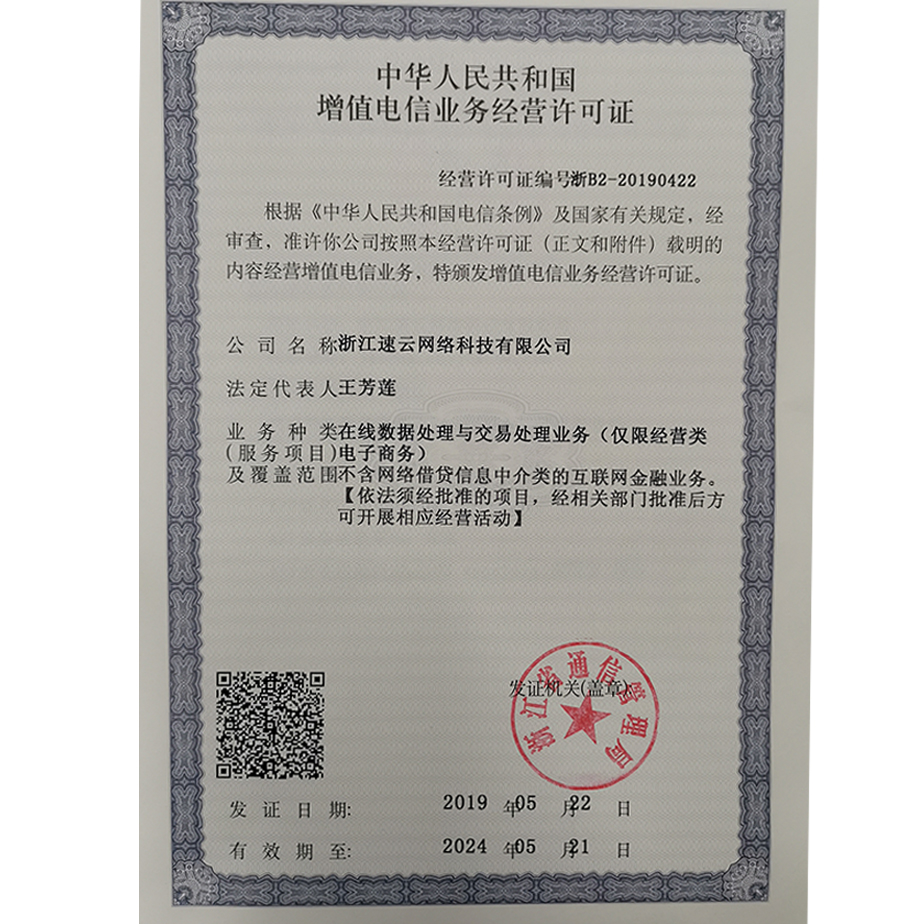 中华人民共和国
增值电信业务经营许可证
经营许可证编号浙B2-20190422
根据《中华人民共和国电信条例》及国家有关规定，经
审查，准许你公司按照本经营许可证（正文和附件）载明的
内容经营增值电信业务，特颁发增值电信业务经营许可证。
公司名称浙江速云网络科技有限公司
法定代表人王芳莲
业务种类在线数据处理与交易处理业务（仅限经营类
(服务项目)电子商务）
及覆盖范围不含网络借贷信息中介类的互联网金融业务。
【依法须经批准的项目，经相关部门批准后方
可开展相应经营活动】
浙江省通信管理局
发证机关(盖章):
发证日期: 2019 年05 月22 日
有效期至: 2024 年05 月21 日